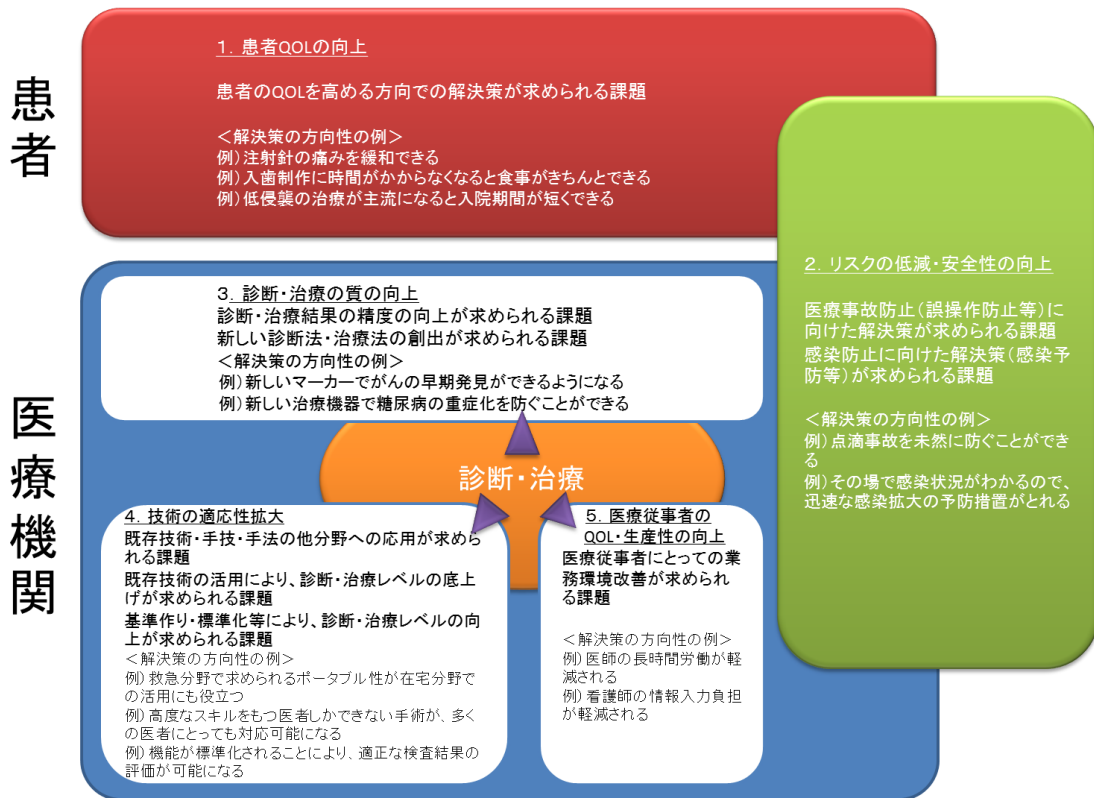 患者
1. 患者QOLの向上
患者のQOLを高める方向での解決策が求められる課題
＜解決策の方向性の例＞
例）注射針の痛みを緩和できる
例）入歯制作に時間がかからなくなると食事がきちんとできる
例）低侵襲の治療が主流になると入院期間が短くできる
2. リスクの低減・安全性の向上
医療事故防止（誤操作防止等）に
向けた解決策が求められる課題
感染防止に向けた解決策（感染予
防等）が求められる課題
＜解決策の方向性の例＞
例）点滴事故を未然に防ぐことができ
る
例）その場で感染状況がわかるので、
迅速な感染拡大の予防措置がとれる
医療機関
3. 診断・治療の質の向上
診断・治療結果の精度の向上が求められる課題
新しい診断法・治療法の創出が求められる課題
＜解決策の方向性の例＞
例）新しいマーカーでがんの早期発見ができるようになる
例）新しい治療機器で糖尿病の重症化を防ぐことができる
診断・治療
4. 技術の適応性拡大
既存技術・手技・手法の他分野への応用が求めら
れる課題
既存技術の活用により、診断・治療レベルの底上
げが求められる課題
基準作り・標準化等により、診断・治療レベルの向
上が求められる課題
＜解決策の方向性の例＞
例）救急分野で求められるポータブル性が在宅分野で
の活用にも役立つ
例）高度なスキルをもつ医者しかできない手術が、多く
の医者にとっても対応可能になる
例）機能が標準化されることにより、適正な検査結果の
評価が可能になる
5. 医療従事者の
QOL・生産性の向上
医療従事者にとっての業
務環境改善が求められ
る課題
＜解決策の方向性の例＞
例）医師の長時間労働が軽
減される
例）看護師の情報入力負担
が軽減される